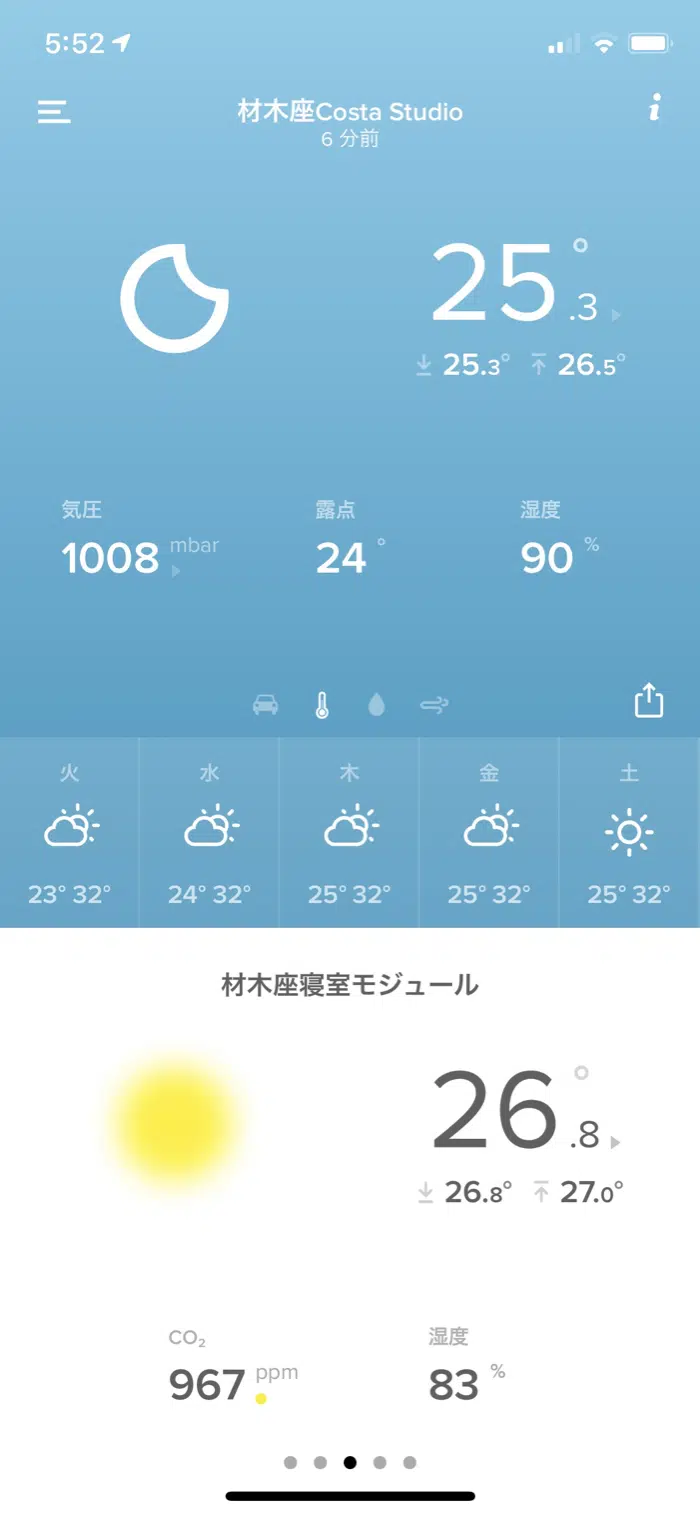 5:52
材木座Costa Studio
6 分前
25.3°
25.3° 26.5°
気圧 露点 湿度
1008 mbar 24° 90 %
火 水 木 金 土
23° 32° 24° 32° 25° 32° 25° 32° 25° 32°
材木座寝室モジュール
26.8°
26.8° 27.0°
CO₂ 湿度
967 ppm 83 %